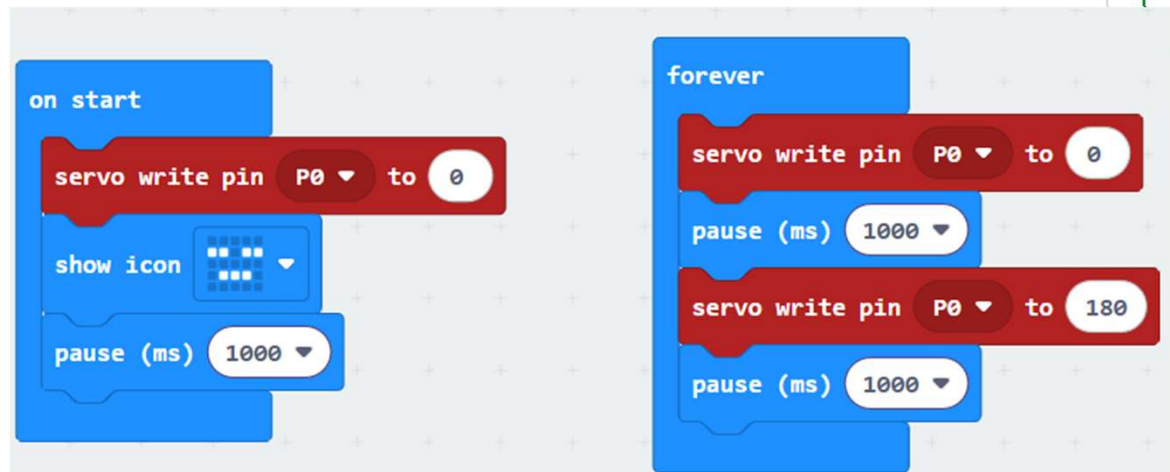 on start
servo write pin P0 to 0
show icon
pause (ms) 1000
forever
servo write pin P0 to 0
pause (ms) 1000
servo write pin P0 to 180
pause (ms) 1000